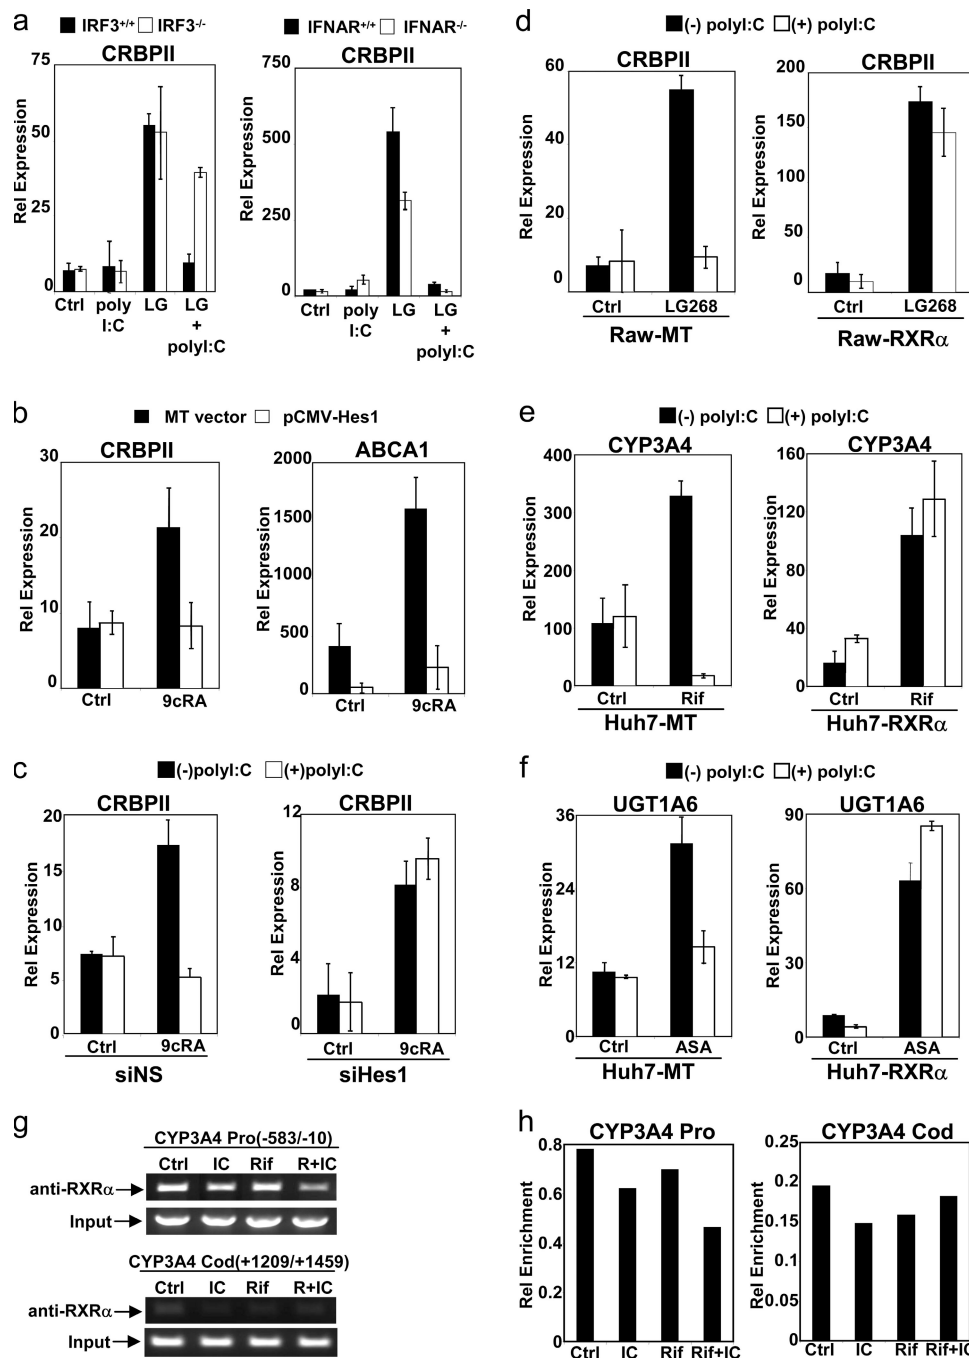 a
IRF3+/+ IRF3-/-
CRBPII
Rel Expression
75
50
25
0
Ctrl poly I:C LG LG + polyI:C
IFNAR+/+ IFNAR-/-
CRBPII
Rel Expression
750
500
250
0
Ctrl poly I:C LG LG + polyI:C
b
MT vector pCMV-Hes1
CRBPII
Rel Expression
30
20
10
0
Ctrl 9cRA
ABCA1
Rel Expression
2000
1500
1000
500
0
Ctrl 9cRA
c
(-)polyI:C (+)polyI:C
CRBPII
Rel Expression
20
15
10
5
0
Ctrl 9cRA
siNS
CRBPII
Rel Expression
12
8
4
0
Ctrl 9cRA
siHes1
d
(-) polyI:C (+) polyI:C
CRBPII
Rel Expression
60
40
20
0
Ctrl LG268
Raw-MT
CRBPII
Rel Expression
200
150
100
50
0
Ctrl LG268
Raw-RXRα
e
(-) polyI:C (+) polyI:C
CYP3A4
Rel Expression
400
300
200
100
0
Ctrl Rif
Huh7-MT
CYP3A4
Rel Expression
160
120
80
40
0
Ctrl Rif
Huh7-RXRα
f
(-) polyI:C (+) polyI:C
UGT1A6
Rel Expression
36
24
12
0
Ctrl ASA
Huh7-MT
UGT1A6
Rel Expression
90
60
30
0
Ctrl ASA
Huh7-RXRα
g
CYP3A4 Pro(-583/-10)
Ctrl IC Rif R+IC
anti-RXRα
Input
CYP3A4 Cod(+1209/+1459)
Ctrl IC Rif R+IC
anti-RXRα
Input
h
CYP3A4 Pro
Rel Enrichment
0.8
0.6
0.4
0.2
0
Ctrl IC Rif Rif+IC
CYP3A4 Cod
Rel Enrichment
0.25
0.2
0.15
0.1
0.05
0
Ctrl IC Rif Rif+IC